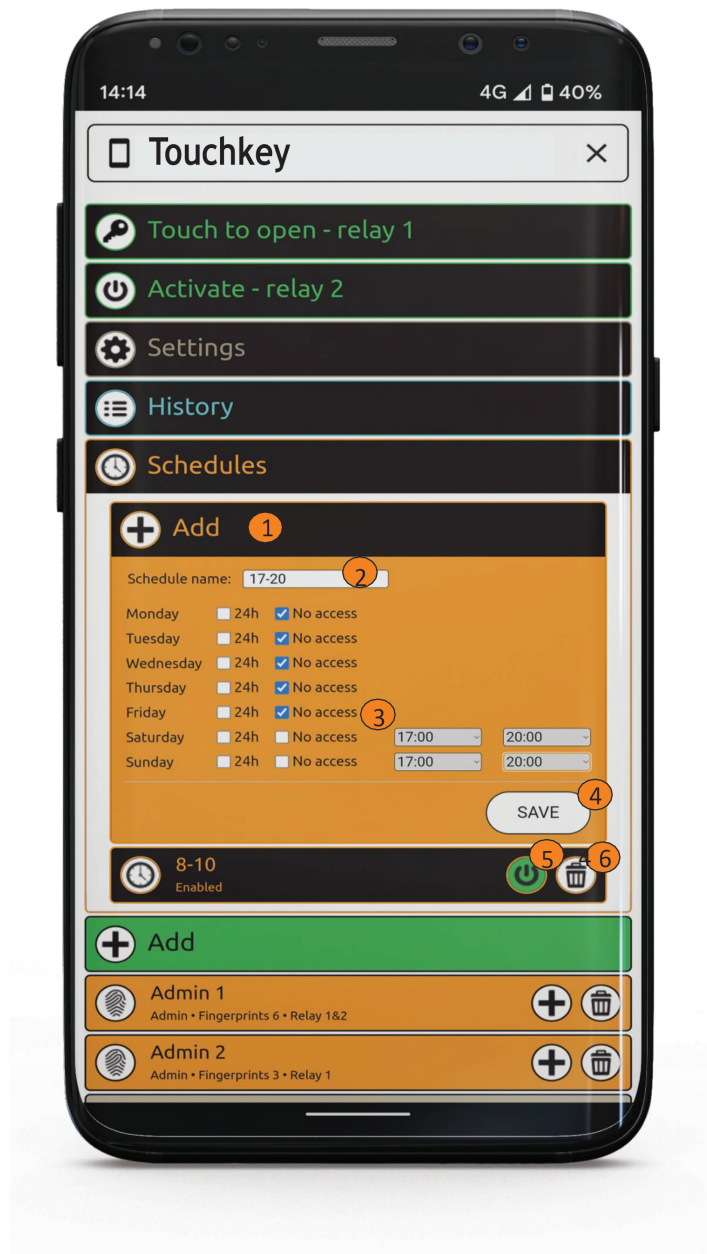 14:14 4G 40%
Touchkey
Touch to open - relay 1
Activate - relay 2
Settings
History
Schedules
Add 1
Schedule name: 17-20 2
Monday 24h No access
Tuesday 24h No access
Wednesday 24h No access
Thursday 24h No access
Friday 24h No access 3
Saturday 24h No access 17:00 20:00
Sunday 24h No access 17:00 20:00
SAVE 4
8-10 5 6
Enabled
Add
Admin 1
Admin • Fingerprints 6 • Relay 1&2
Admin 2
Admin • Fingerprints 3 • Relay 1